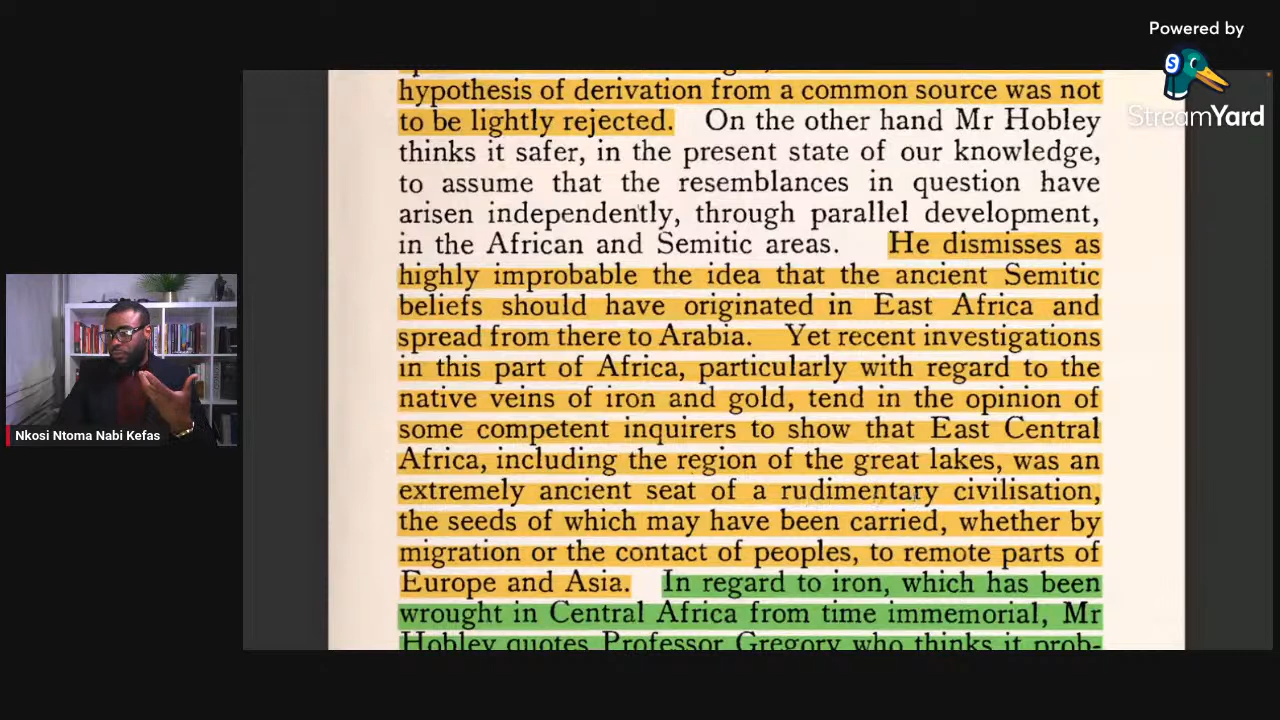 Powered by
StreamYard
hypothesis of derivation from a common source was not
to be lightly rejected. On the other hand Mr Hobley
thinks it safer, in the present state of our knowledge,
to assume that the resemblances in question have
arisen independently, through parallel development,
in the African and Semitic areas. He dismisses as
highly improbable the idea that the ancient Semitic
beliefs should have originated in East Africa and
spread from there to Arabia. Yet recent investigations
in this part of Africa, particularly with regard to the
native veins of iron and gold, tend in the opinion of
some competent inquirers to show that East Central
Africa, including the region of the great lakes, was an
extremely ancient seat of a rudimentary civilisation,
the seeds of which may have been carried, whether by
migration or the contact of peoples, to remote parts of
Europe and Asia. In regard to iron, which has been
wrought in Central Africa from time immemorial, Mr
Hobley quotes Professor Gregory who thinks it prob-
Nkosi Ntoma Nabi Kefas